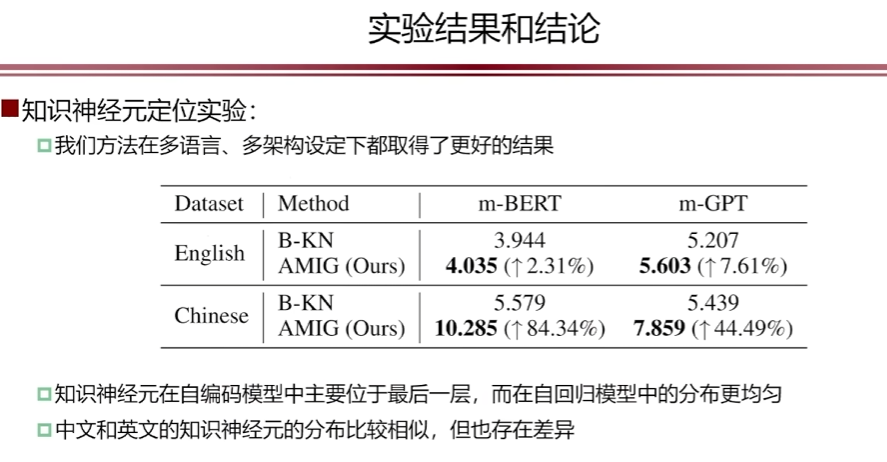 实验结果和结论
知识神经元定位实验：
我们方法在多语言、多架构设定下都取得了更好的结果
Dataset Method m-BERT m-GPT
English B-KN 3.944 5.207
AMIG (Ours) 4.035 (↑2.31%) 5.603 (↑7.61%)
Chinese B-KN 5.579 5.439
AMIG (Ours) 10.285 (↑84.34%) 7.859 (↑44.49%)
知识神经元在自编码模型中主要位于最后一层，而在自回归模型中的分布更均匀
中文和英文的知识神经元的分布比较相似，但也存在差异